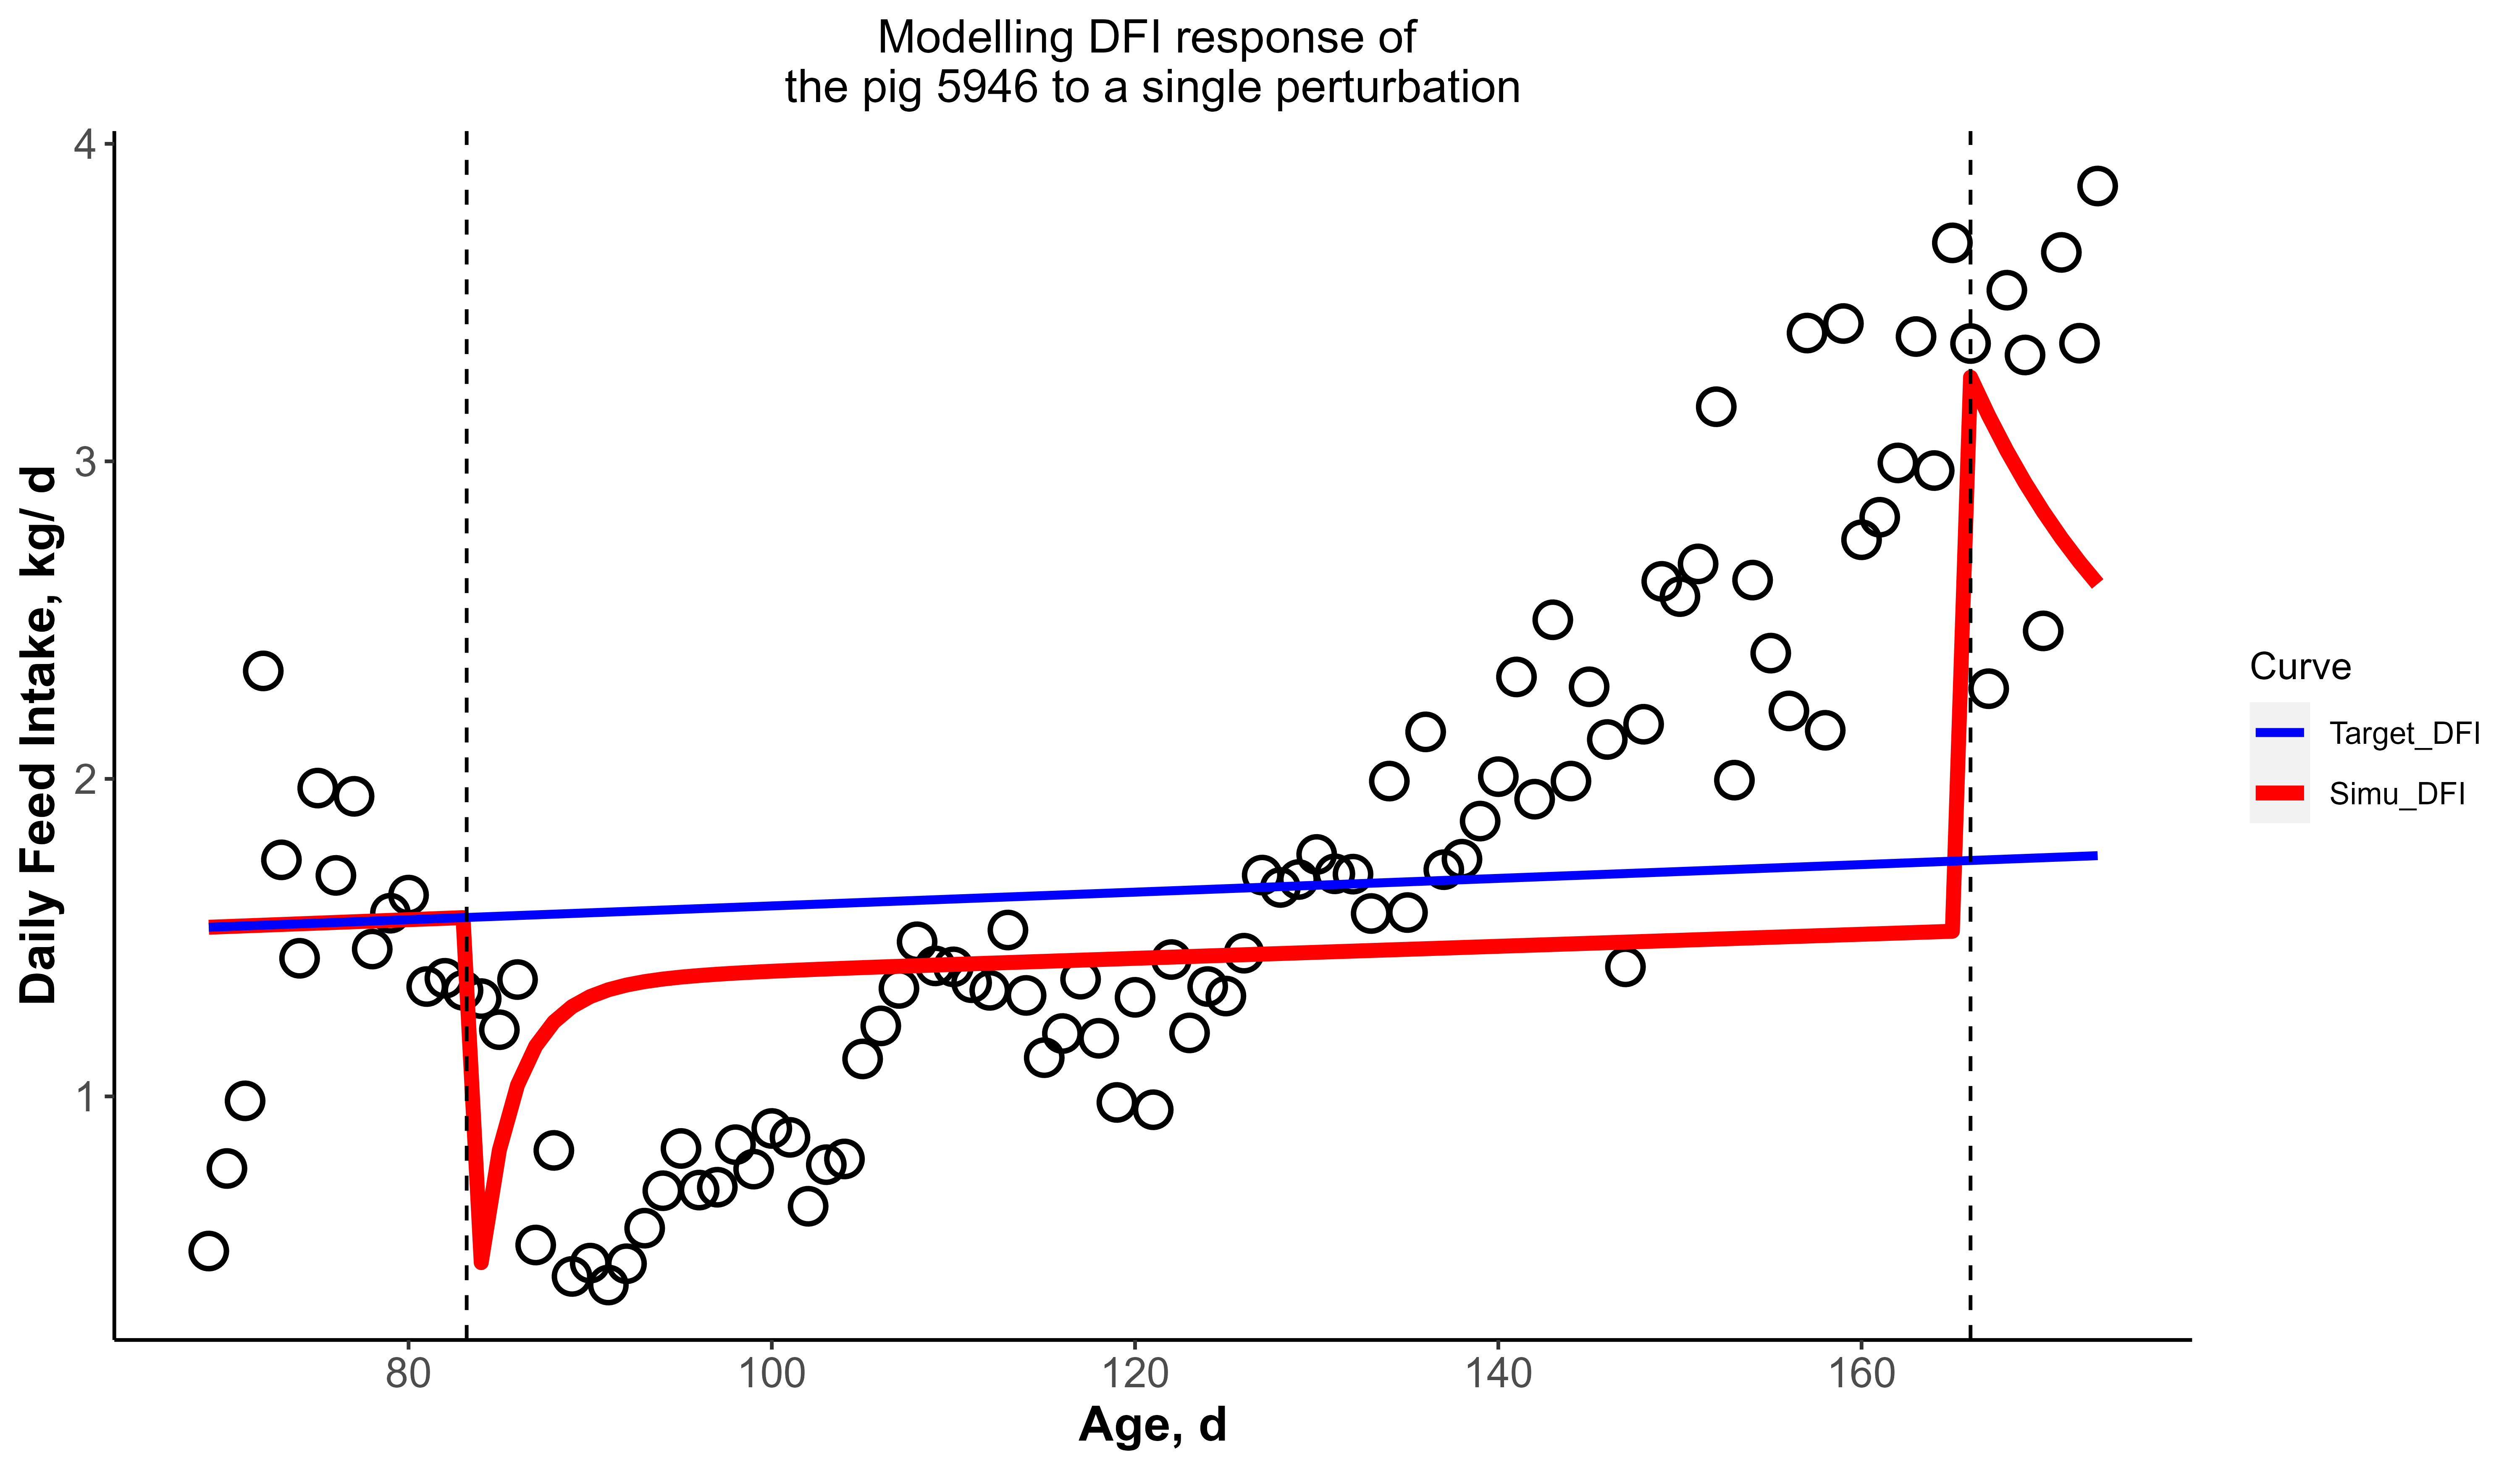 Modelling DFI response of
the pig 5946 to a single perturbation
Daily Feed Intake, kg/ d
4
3
2
1
80
100
120
140
160
Age, d
Curve
Target_DFI
Simu_DFI